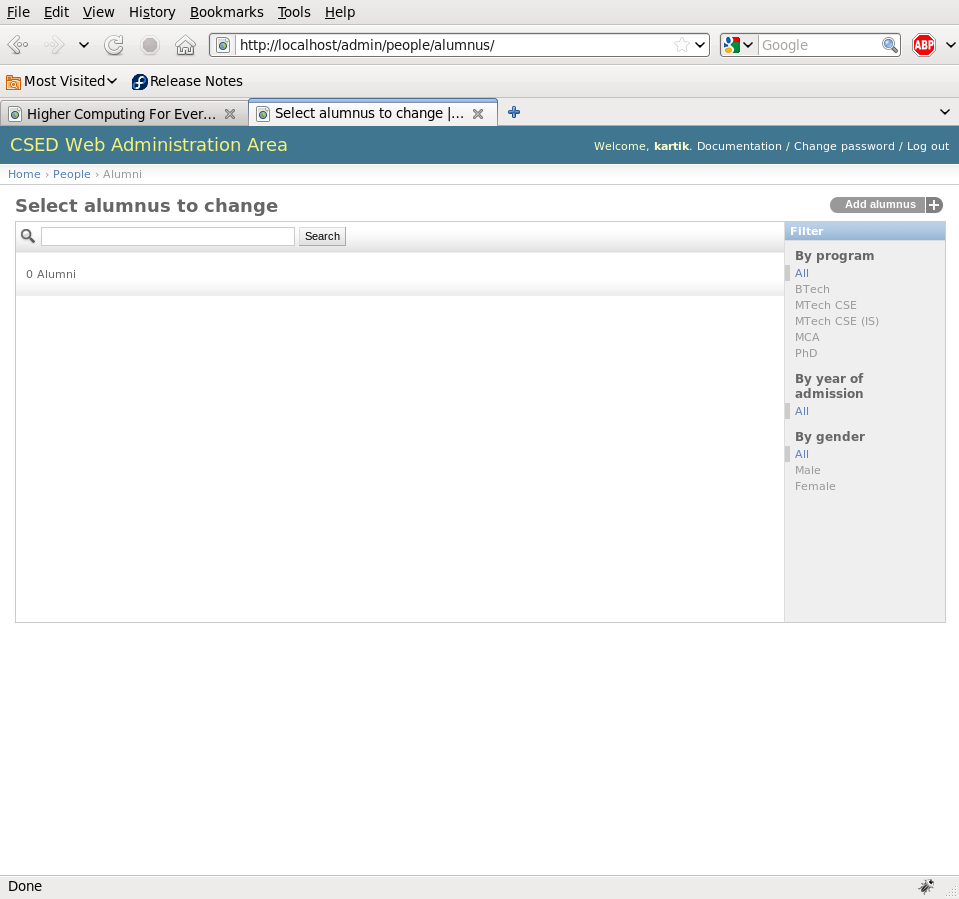 File Edit View History Bookmarks Tools Help
http://localhost/admin/people/alumnus/ Google ABP
Most Visited Release Notes
Higher Computing For Ever... Select alumnus to change |...
CSED Web Administration Area Welcome, kartik. Documentation / Change password / Log out
Home › People › Alumni
Select alumnus to change Add alumnus +
Search
0 Alumni
Filter
By program
All
BTech
MTech CSE
MTech CSE (IS)
MCA
PhD
By year of
admission
All
By gender
All
Male
Female
Done